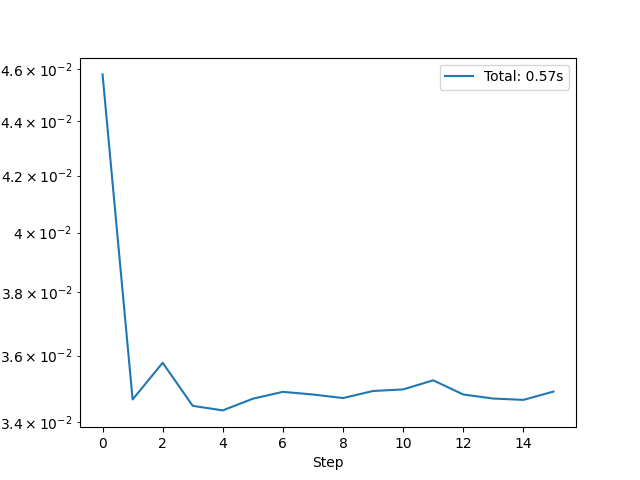 Total: 0.57s
4.6 × 10⁻²
4.4 × 10⁻²
4.2 × 10⁻²
4 × 10⁻²
3.8 × 10⁻²
3.6 × 10⁻²
3.4 × 10⁻²
0 2 4 6 8 10 12 14
Step